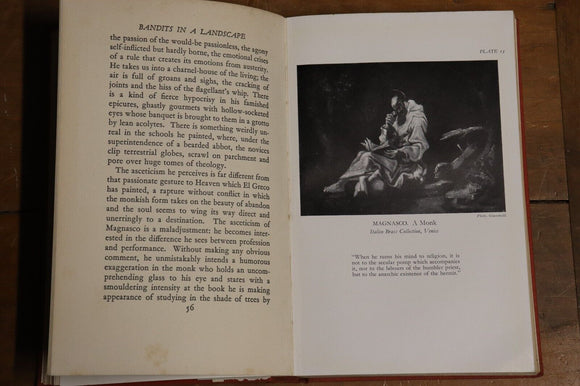 BANDITS IN A LANDSCAPE
the passion of the would-be passionless, the agony
self-inflicted but hardly borne, the emotional crises
of a rule that creates its emotions from austerity.
He takes us into a charnel-house of the living; the
air is full of groans and sighs, the cracking of
joints and the hiss of the flagellant's whip. There
is a kind of fierce hypocrisy in his famished
epicures, ghastly gourmets with hollow-socketed
eyes whose banquet is brought to them in a grotto
by lean acolytes. There is something weirdly un-
real in the schools he painted, where, under the
superintendence of a bearded abbot, the novices
clip terrestrial globes, scrawl on parchment and
pore over huge tomes of theology.
The asceticism he perceives is far different from
that passionate gesture to Heaven which El Greco
has painted, a rapture without conflict in which
the monkish form takes on the beauty of abandon
and the soul seems to wing its way direct and
unerringly to a destination. The asceticism of
Magnasco is a maladjustment: he becomes inter-
ested in the difference he sees between profession
and performance. Without making any obvious
comment, he unmistakably intends a humorous
exaggeration in the monk who holds an uncom-
prehending glass to his eye and stares with a
smouldering intensity at the book he is making
appearance of studying in the shade of trees by
56
PLATE 15
MAGNASCO. A Monk
Photo. Giacomelli
Italico Brass Collection, Venice
"When he turns his mind to religion, it is
not to the secular pomp which accompanies
it, nor to the labours of the humbler priest,
but to the anarchic existence of the hermit."